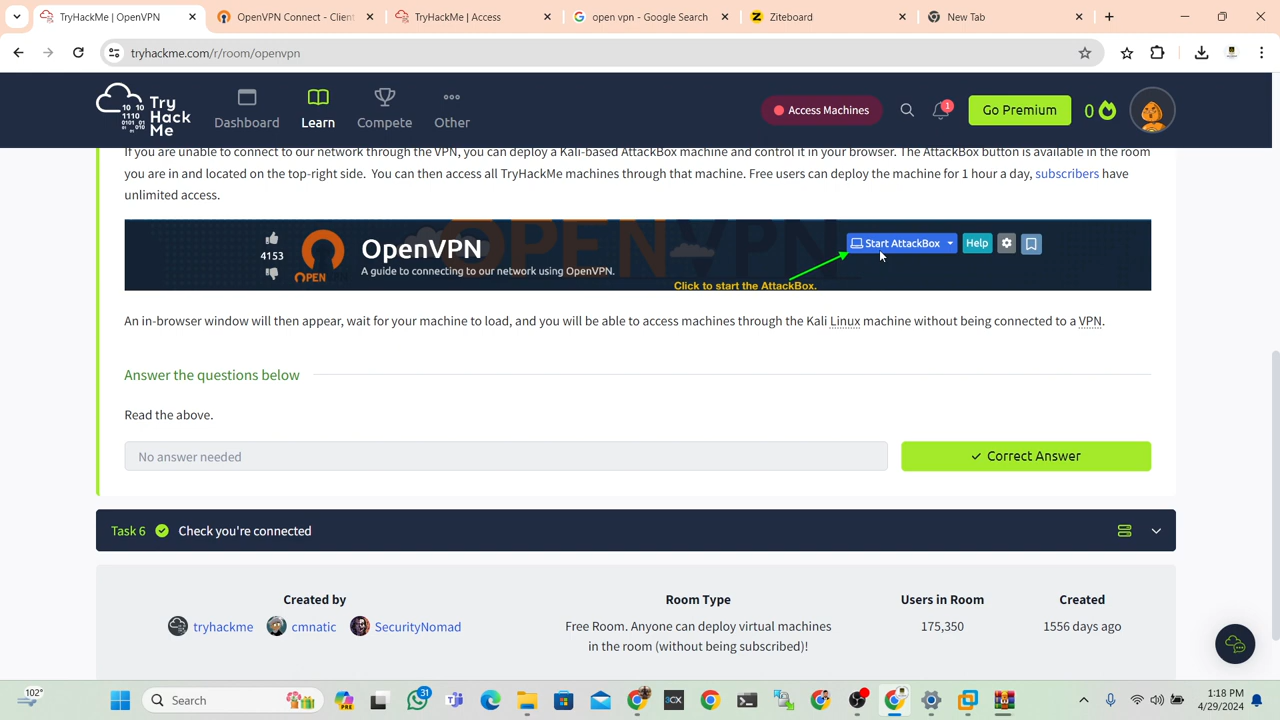 TryHackMe | OpenVPN
OpenVPN Connect - Client
TryHackMe | Access
open vpn - Google Search
Ziteboard
New Tab
tryhackme.com/r/room/openvpn
Try
Hack
Me
Dashboard
Learn
Compete
Other
Access Machines
1
Go Premium
0
If you are unable to connect to our network through the VPN, you can deploy a Kali-based AttackBox machine and control it in your browser. The AttackBox button is available in the room
you are in and located on the top-right side. You can then access all TryHackMe machines through that machine. Free users can deploy the machine for 1 hour a day, subscribers have
unlimited access.
OPENVPN
4153
OPEN
OpenVPN
A guide to connecting to our network using OpenVPN.
Start AttackBox
Help
Click to start the AttackBox.
An in-browser window will then appear, wait for your machine to load, and you will be able to access machines through the Kali Linux machine without being connected to a VPN.
Answer the questions below
Read the above.
No answer needed
Correct Answer
Task 6
Check you're connected
Created by
tryhackme
cmnatic
SecurityNomad
Room Type
Free Room. Anyone can deploy virtual machines
in the room (without being subscribed)!
Users in Room
175,350
Created
1556 days ago
102°
Search
31
3CX
1:18 PM
4/29/2024